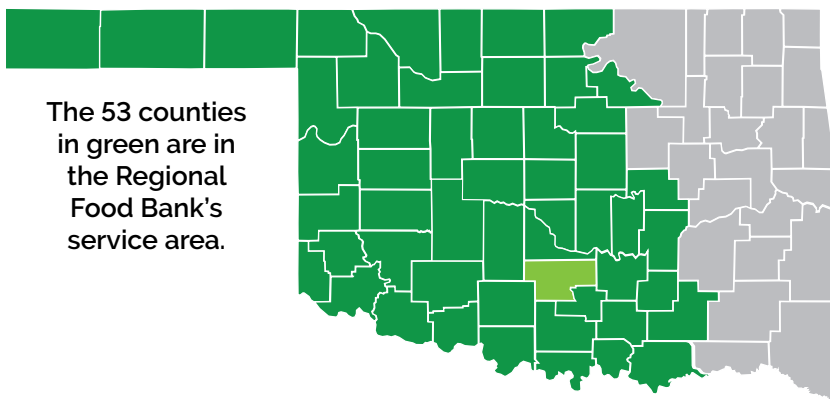 The 53 counties
in green are in
the Regional
Food Bank’s
service area.